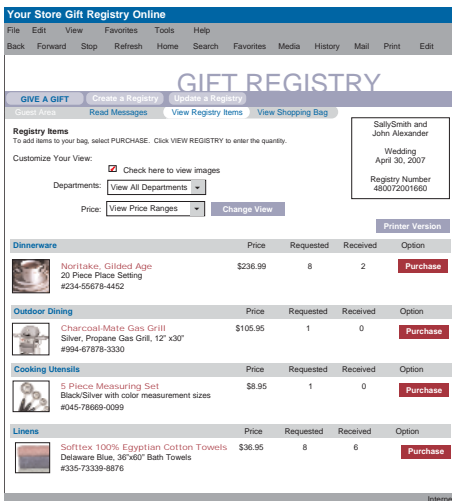 Your Store Gift Registry Online
File Edit View Favorites Tools Help
Back Forward Stop Refresh Home Search Favorites Media History Mail Print Edit
GIFT REGISTRY
GIVE A GIFT Create a Registry Update a Registry
Guest Area Read Messages View Registry Items View Shopping Bag
Registry Items
To add items to your bag, select PURCHASE. Click VIEW REGISTRY to enter the quantity.
Customize Your View:
Check here to view images
Departments: View All Departments
Price: View Price Ranges Change View
SallySmith and
John Alexander
Wedding
April 30, 2007
Registry Number
480072001660
Printer Version
Dinnerware Price Requested Received Option
Noritake, Gilded Age $236.99 8 2 Purchase
20 Piece Place Setting
#234-55678-4452
Outdoor Dining Price Requested Received Option
Charcoal-Mate Gas Grill $105.95 1 0 Purchase
Silver, Propane Gas Grill, 12" x30"
#994-67878-3330
Cooking Utensils Price Requested Received Option
5 Piece Measuring Set $8.95 1 0 Purchase
Black/Silver with color measurement sizes
#045-78669-0099
Linens Price Requested Received Option
Softtex 100% Egyptian Cotton Towels $36.95 8 6 Purchase
Delaware Blue, 36"x60" Bath Towels
#335-73339-8876
Interne